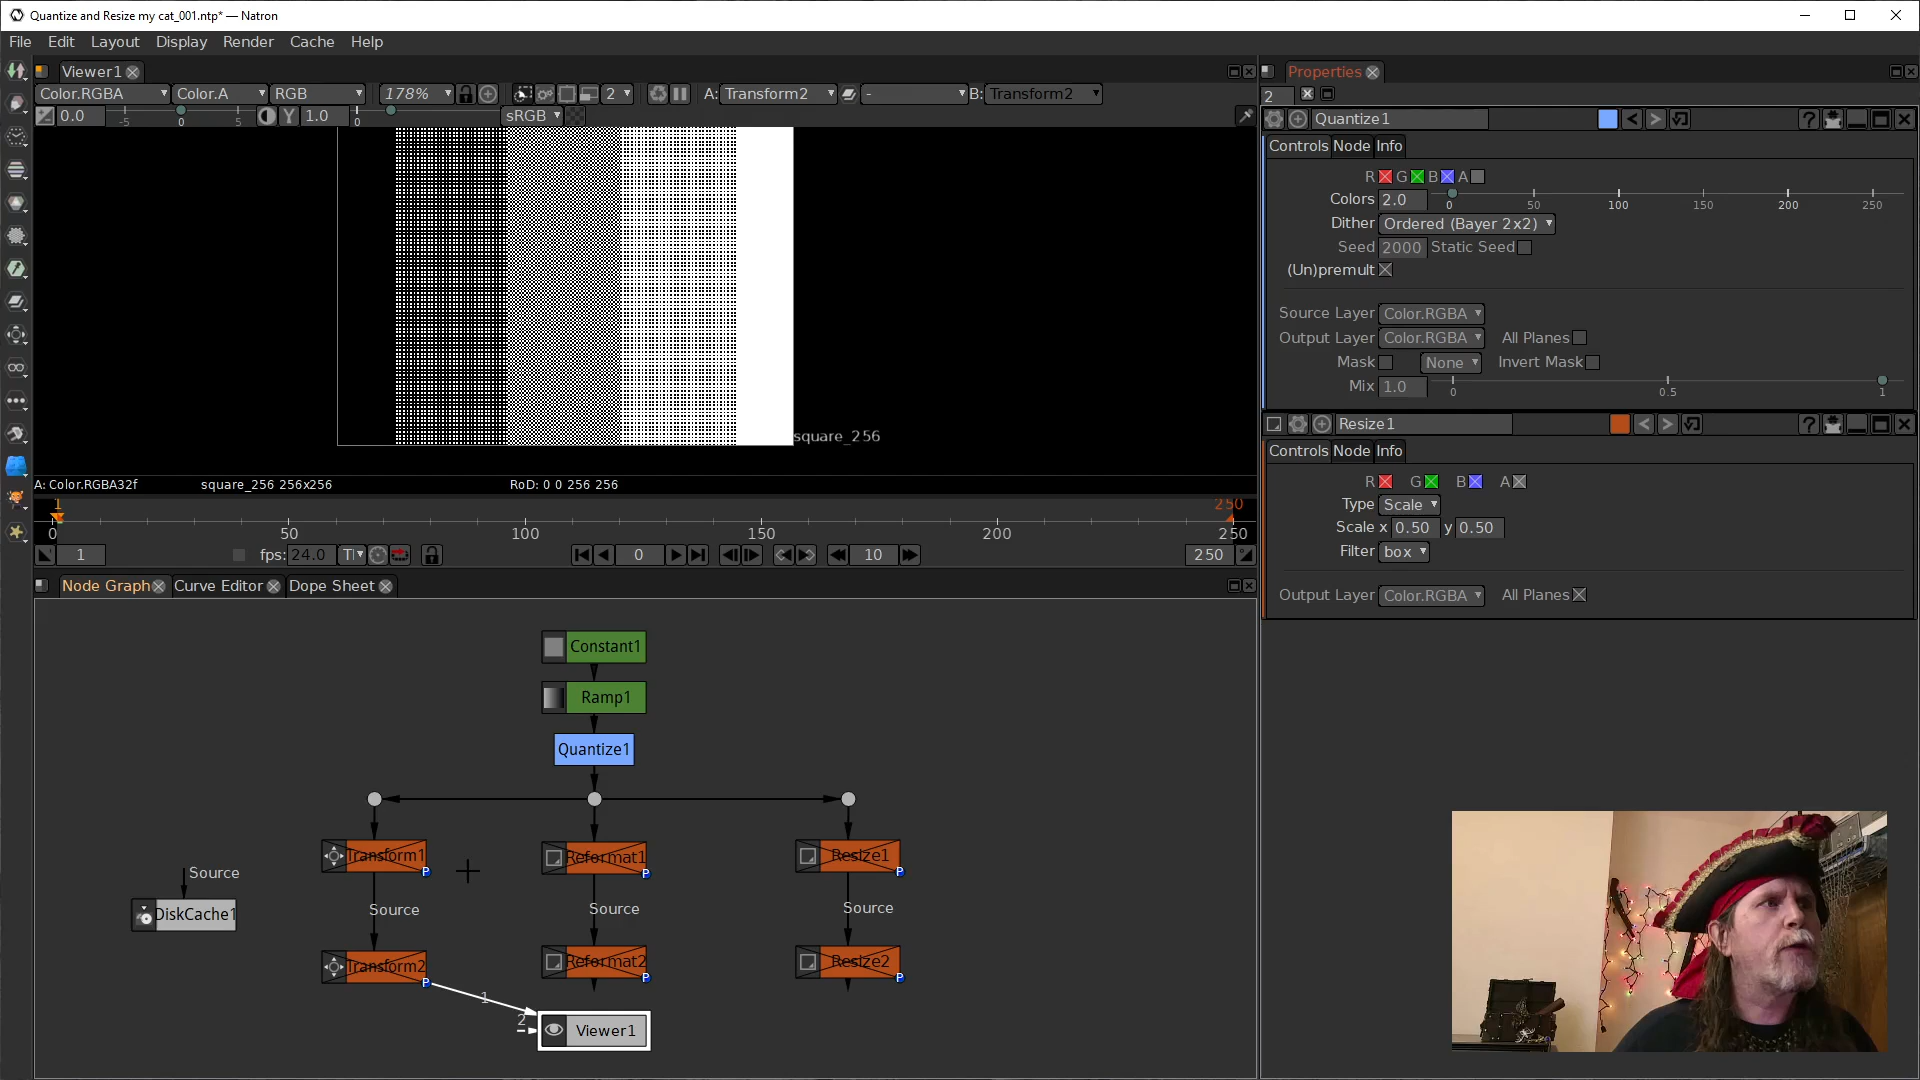 Quantize and Resize my cat_001.ntp* — Natron
File Edit Layout Display Render Cache Help
Viewer1
Color.RGBA Color.A RGB 178% 2 A: Transform2 - B: Transform2
0.0 -5 0 5 Y 1.0 0 sRGB
square_256
A: Color.RGBA32f square_256 256x256 RoD: 0 0 256 256
1 250
0 50 100 150 200 250
1 fps: 24.0 0 10 250
Node Graph Curve Editor Dope Sheet
Constant1
Ramp1
Quantize1
Transform1 Reformat1 Resize1
P P P
Source
DiskCache1
Source Source Source
Transform2 Reformat2 Resize2
P P P
1
2
Viewer1
Properties
2
Quantize1 ?
Controls Node Info
R G B A
Colors 2.0 0 50 100 150 200 250
Dither Ordered (Bayer 2x2)
Seed 2000 Static Seed
(Un)premult
Source Layer Color.RGBA
Output Layer Color.RGBA All Planes
Mask None Invert Mask
Mix 1.0 0 0.5 1
Resize1 ?
Controls Node Info
R G B A
Type Scale
Scale x 0.50 y 0.50
Filter box
Output Layer Color.RGBA All Planes